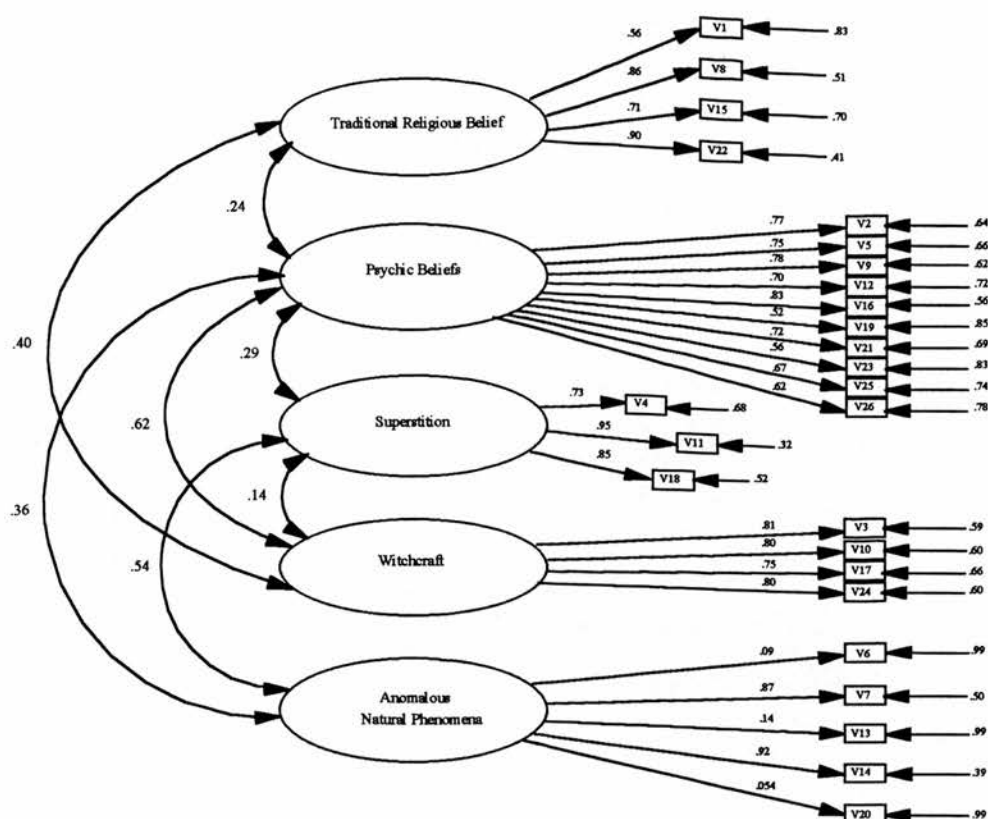 .56
V1
.83
.86
V8
.51
Traditional Religious Belief
.71
V15
.70
.90
V22
.41
.24
.77
V2
.64
.75
V5
.66
.78
V9
.62
Psychic Beliefs
.70
V12
.72
.83
V16
.56
.52
V19
.85
.72
V21
.69
.56
V23
.83
.67
V25
.74
.62
V26
.78
.40
.29
.73
V4
.68
.62
Superstition
.95
V11
.32
.85
V18
.52
.14
.36
.81
V3
.59
.80
V10
.60
.54
Witchcraft
.75
V17
.66
.80
V24
.60
.09
V6
.99
.87
V7
.50
Anomalous
Natural Phenomena
.14
V13
.99
.92
V14
.39
.054
V20
.99